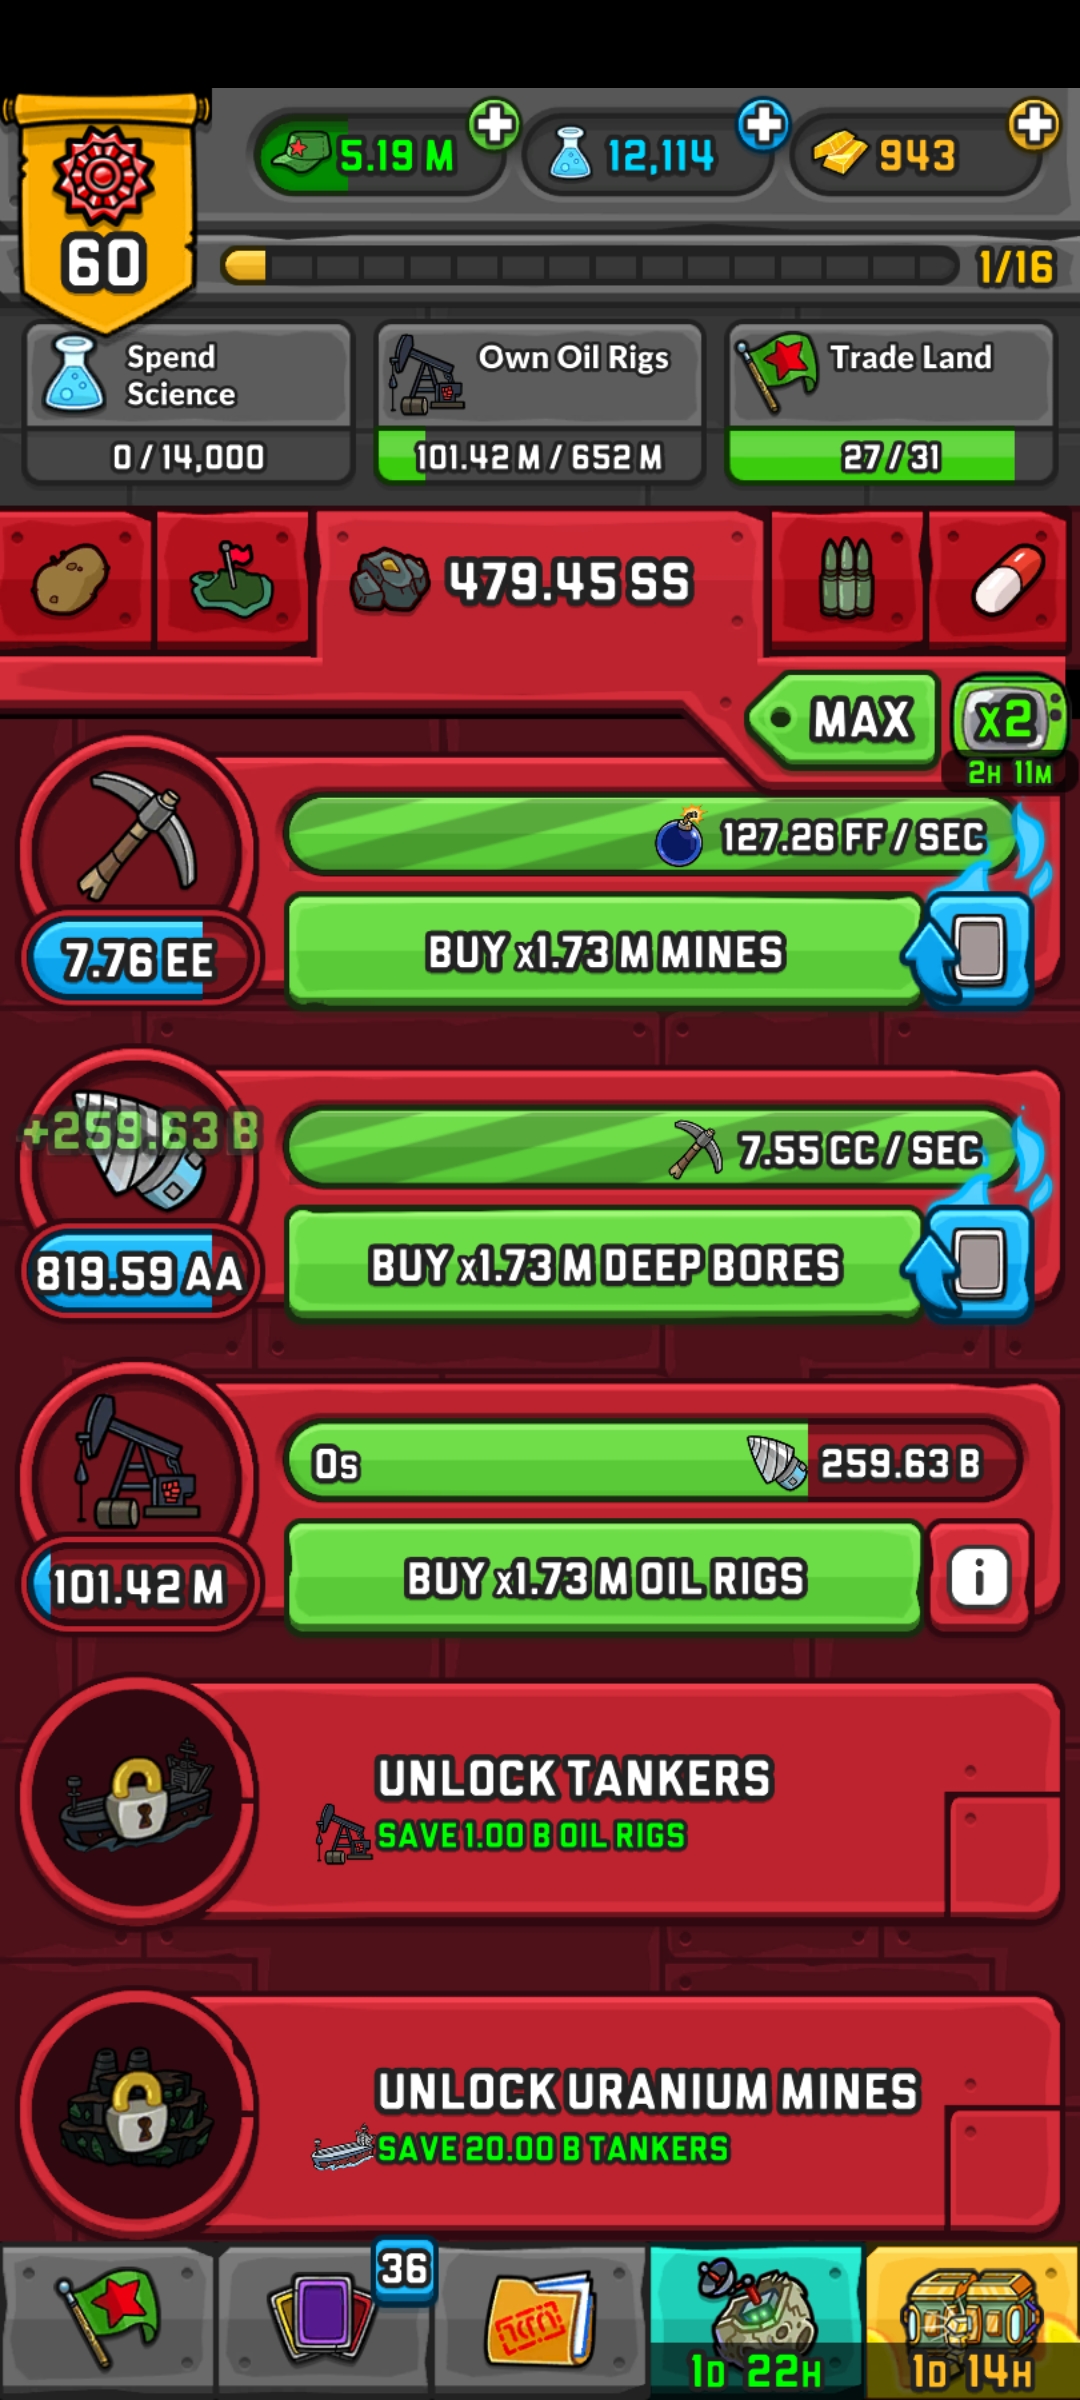 5.19 M
12,114
943
60
1/16
Spend
Science
0 / 14,000
Own Oil Rigs
101.42 M / 652 M
Trade Land
27 / 31
479.45 SS
MAX
x2
2H 11M
127.26 FF / SEC
7.76 EE
BUY x1.73 M MINES
+259.63 B
7.55 CC / SEC
819.59 AA
BUY x1.73 M DEEP BORES
0s
259.63 B
101.42 M
BUY x1.73 M OIL RIGS
i
UNLOCK TANKERS
SAVE 1.00 B OIL RIGS
UNLOCK URANIUM MINES
SAVE 20.00 B TANKERS
36
1D 22H
1D 14H